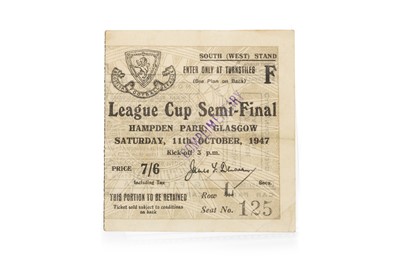 SOUTH (WEST) STAND
ENTER ONLY AT TURNSTILES
(See Plan on Back)
F
League Cup Semi-Final
HAMPDEN PARK, GLASGOW
SATURDAY, 11th OCTOBER, 1947
Kick-off 3 p.m.
COMPLIMENTARY
PRICE 7/6
Including Tax
Secy.
THIS PORTION TO BE RETAINED
Ticket sold subject to conditions
on back
Row
Seat No. 125